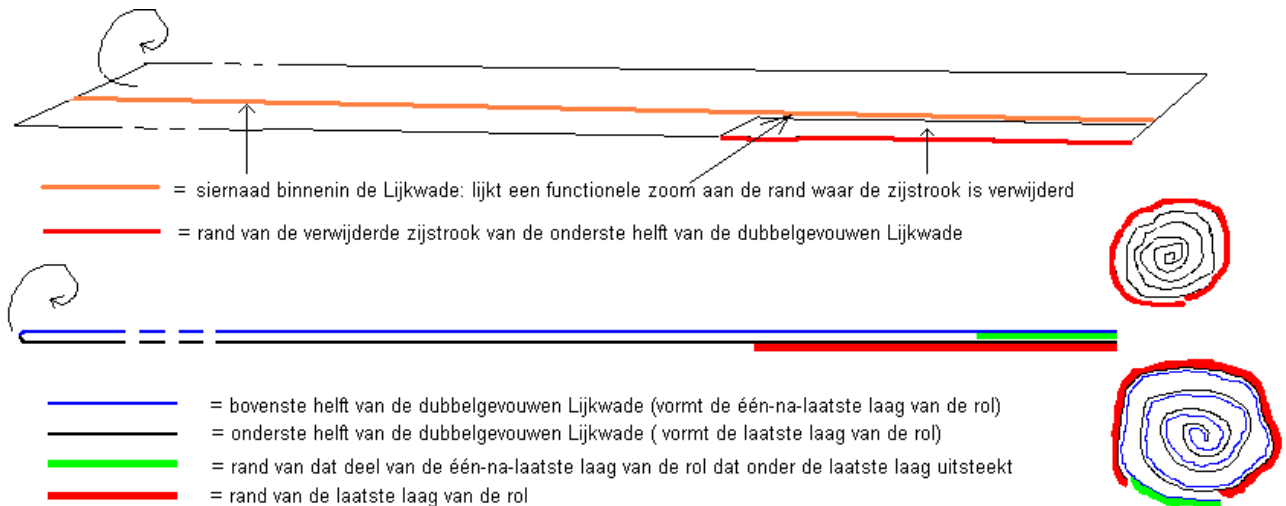 = siernaad binnenin de Lijkwade: lijkt een functionele zoom aan de rand waar de zijstrook is verwijderd
= rand van de verwijderde zijstrook van de onderste helft van de dubbelgevouwen Lijkwade
= bovenste helft van de dubbelgevouwen Lijkwade (vormt de één-na-laatste laag van de rol)
= onderste helft van de dubbelgevouwen Lijkwade ( vormt de laatste laag van de rol)
= rand van dat deel van de één-na-laatste laag van de rol dat onder de laatste laag uitsteekt
= rand van de laatste laag van de rol